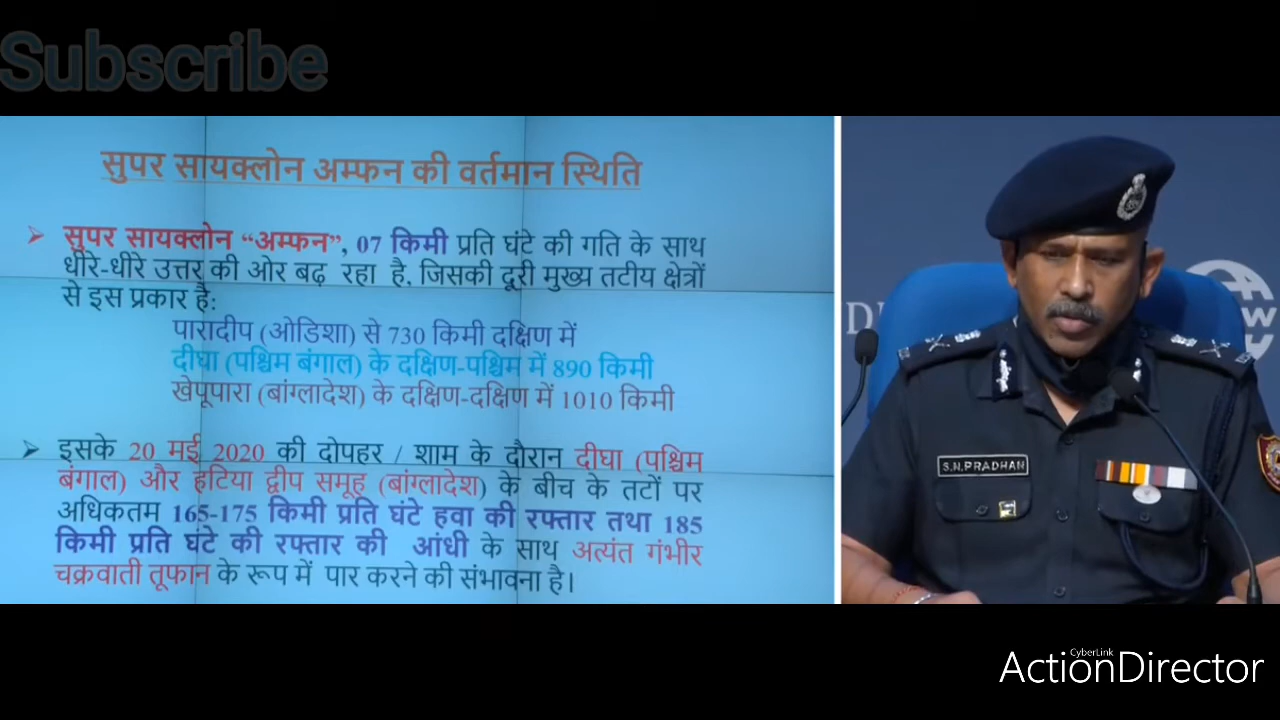 Subscribe
सुपर सायक्लोन अम्फन की वर्तमान स्थिति
सुपर सायक्लोन “अम्फन”, 07 किमी प्रति घंटे की गति के साथ
धीरे-धीरे उत्तर की ओर बढ़ रहा है, जिसकी दूरी मुख्य तटीय क्षेत्रों
से इस प्रकार है:
पारादीप (ओडिशा) से 730 किमी दक्षिण में
दीघा (पश्चिम बंगाल) के दक्षिण-पश्चिम में 890 किमी
खेपूपारा (बांग्लादेश) के दक्षिण-दक्षिण में 1010 किमी
इसके 20 मई 2020 की दोपहर / शाम के दौरान दीघा (पश्चिम
बंगाल) और हटिया द्वीप समूह (बांग्लादेश) के बीच के तटों पर
अधिकतम 165-175 किमी प्रति घंटे हवा की रफ्तार तथा 185
किमी प्रति घंटे की रफ्तार की आंधी के साथ अत्यंत गंभीर
चक्रवाती तूफान के रूप में पार करने की संभावना है।
S.N.PRADHAN
CyberLink
ActionDirector